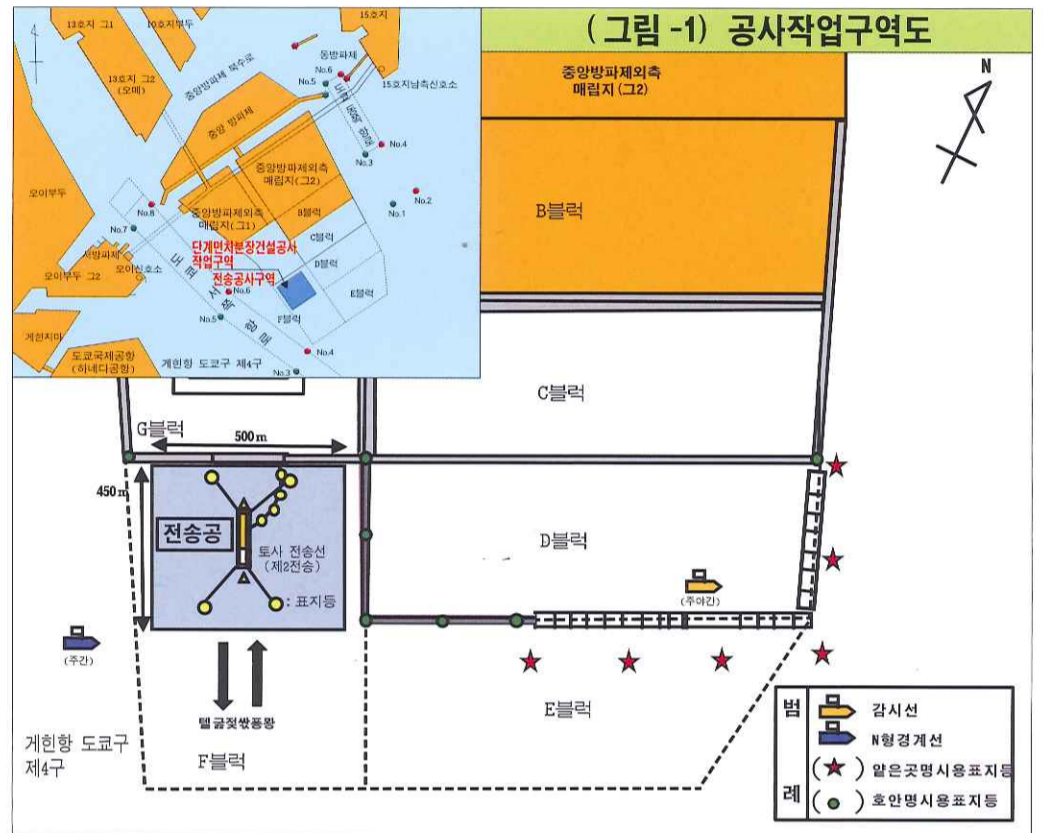 (그림 -1) 공사작업구역도
13호지 그1
10호지부두
15호지
13호지 그2
(오메)
중앙방파제 북수로
동방파제
No.6
No.5
15호지남측신호소
중앙 방파제
No.4
No.3
중앙방파제외측
매립지(그2)
No.2
No.1
오이부두
No.8
No.7
중앙방파제외측
매립지(그1)
B블럭
C블럭
D블럭
E블럭
F블럭
서방파제
오이신호소
오이부두 그2
단계면처분장건설공사
작업구역
전송공사구역
No.6
No.5
No.4
No.3
게힌지마
도쿄국제공항
(하네다공항)
게힌항 도쿄구 제4구
중앙방파제외측
매립지(그2)
N
B블럭
C블럭
G블럭
500m
450m
전송공
토사 전송선
(제2전송)
: 표지등
D블럭
(주야간)
(주간)
텔굶젖쌌퐁뫙
E블럭
F블럭
게힌항 도쿄구
제4구
범
례
감시선
N형경계선
( ) 얕은곳명시용표지등
( ) 호안명시용표지등